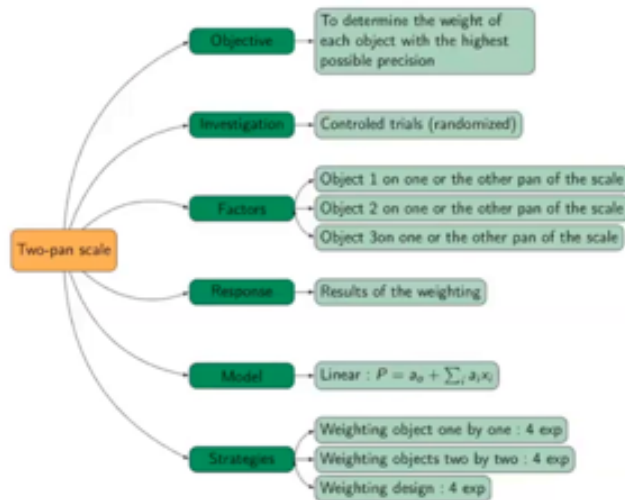 Objective
To determine the weight of
each object with the highest
possible precision
Investigation
Controled trials (randomized)
Factors
Object 1 on one or the other pan of the scale
Object 2 on one or the other pan of the scale
Object 3on one or the other pan of the scale
Two-pan scale
Response
Results of the weighting
Model
Linear : P = a₀ + ∑ᵢ aᵢxᵢ
Strategies
Weighting object one by one : 4 exp
Weighting objects two by two : 4 exp
Weighting design : 4 exp